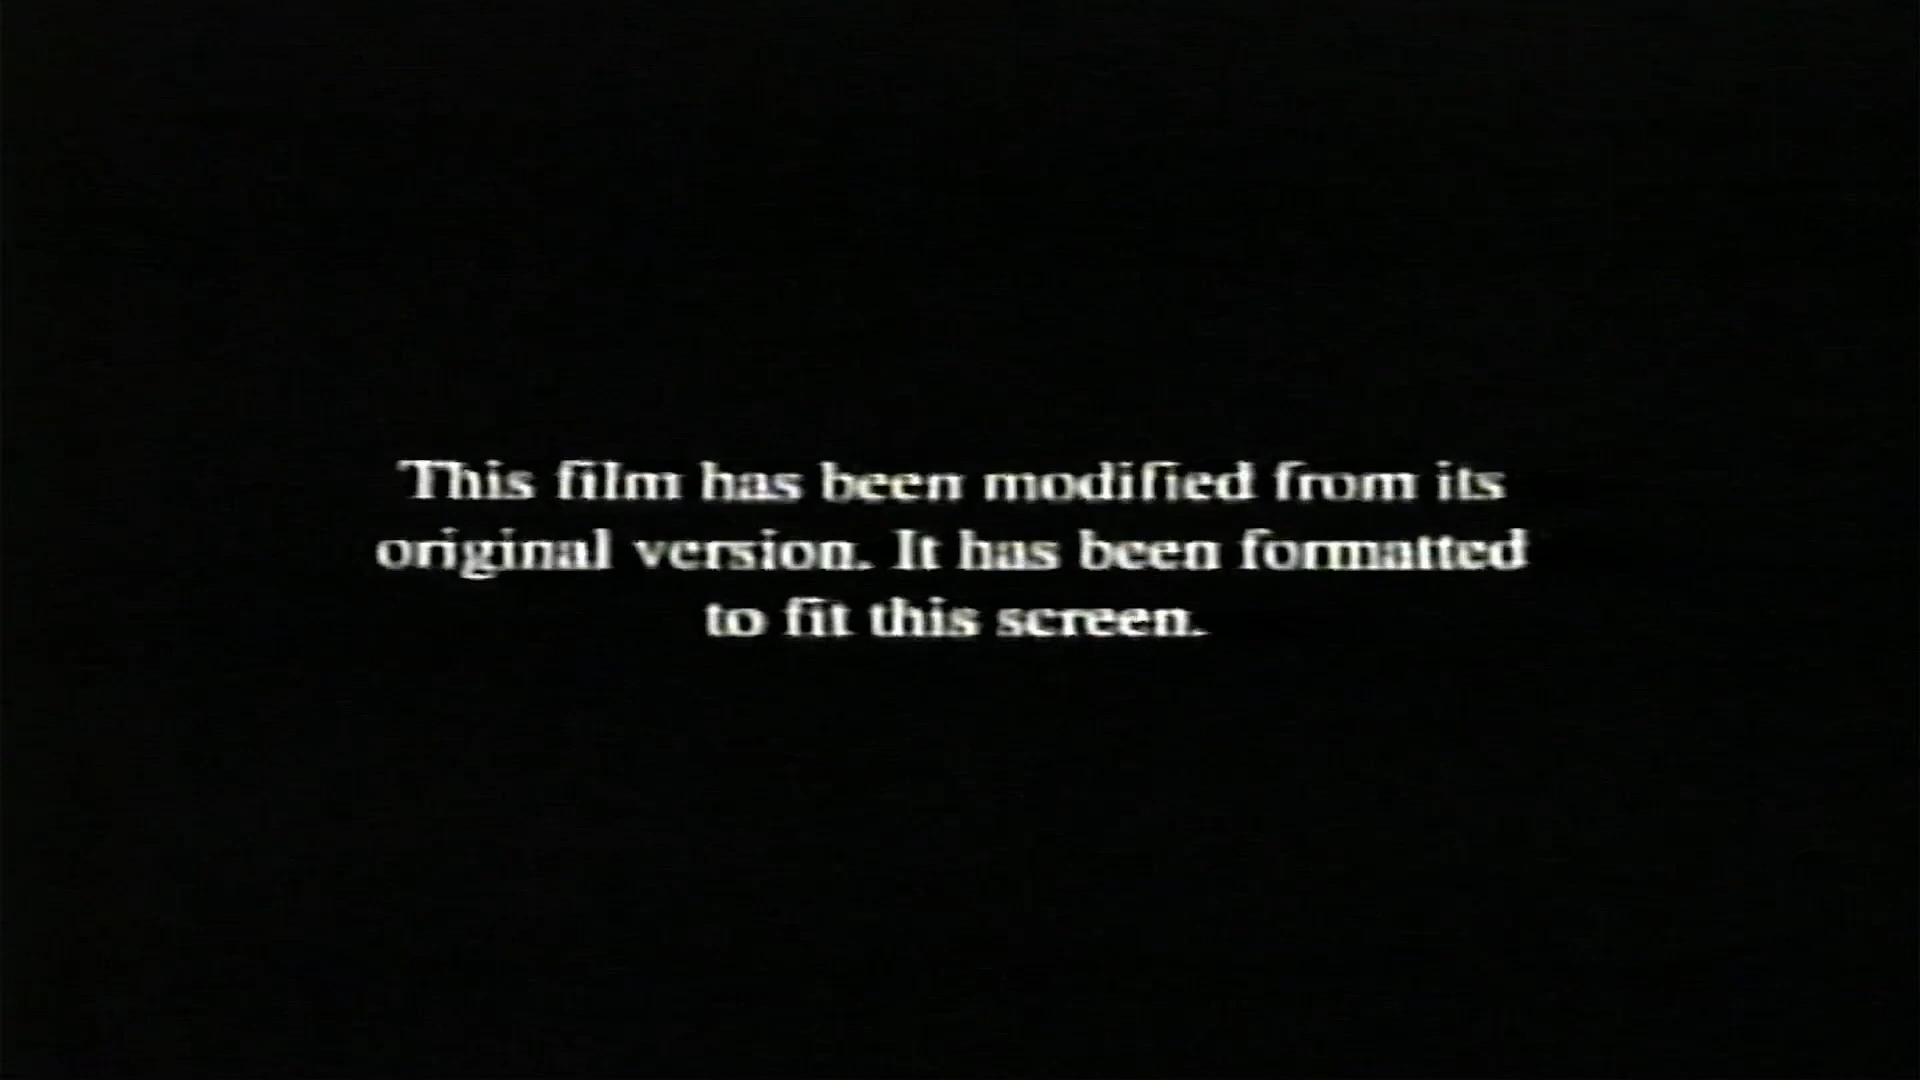 This film has been modified from its
original version. It has been formatted
to fit this screen.